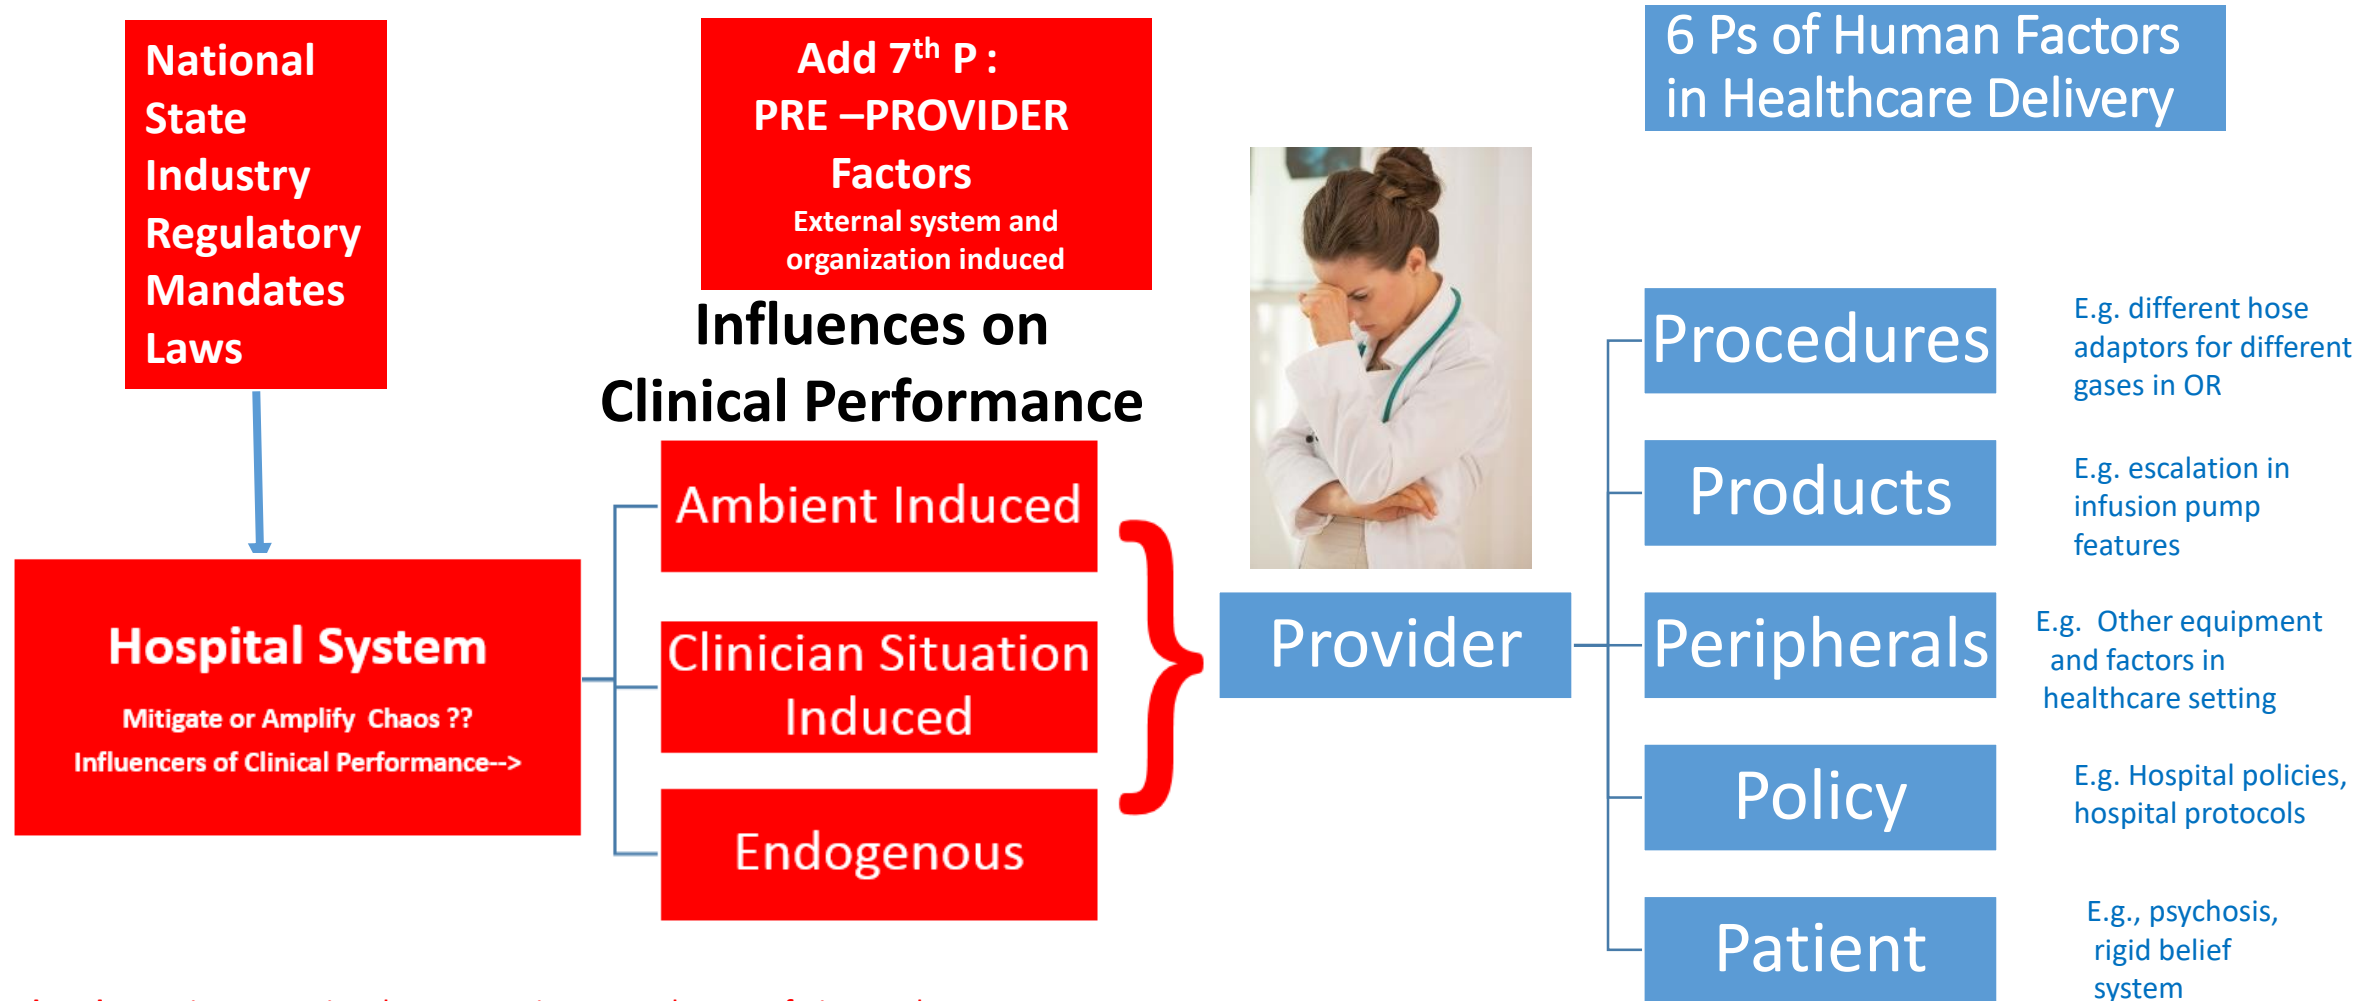 National
State
Industry
Regulatory
Mandates
Laws
Add 7th P :
PRE –PROVIDER
Factors
External system and
organization induced
6 Ps of Human Factors
in Healthcare Delivery
Influences on
Clinical Performance
Hospital System
Mitigate or Amplify Chaos ??
Influencers of Clinical Performance-->
Ambient Induced
Clinician Situation
Induced
Endogenous
Provider
Procedures
E.g. different hose
adaptors for different
gases in OR
Products
E.g. escalation in
infusion pump
features
Peripherals
E.g. Other equipment
and factors in
healthcare setting
Policy
E.g. Hospital policies,
hospital protocols
Patient
E.g., psychosis,
rigid belief
system